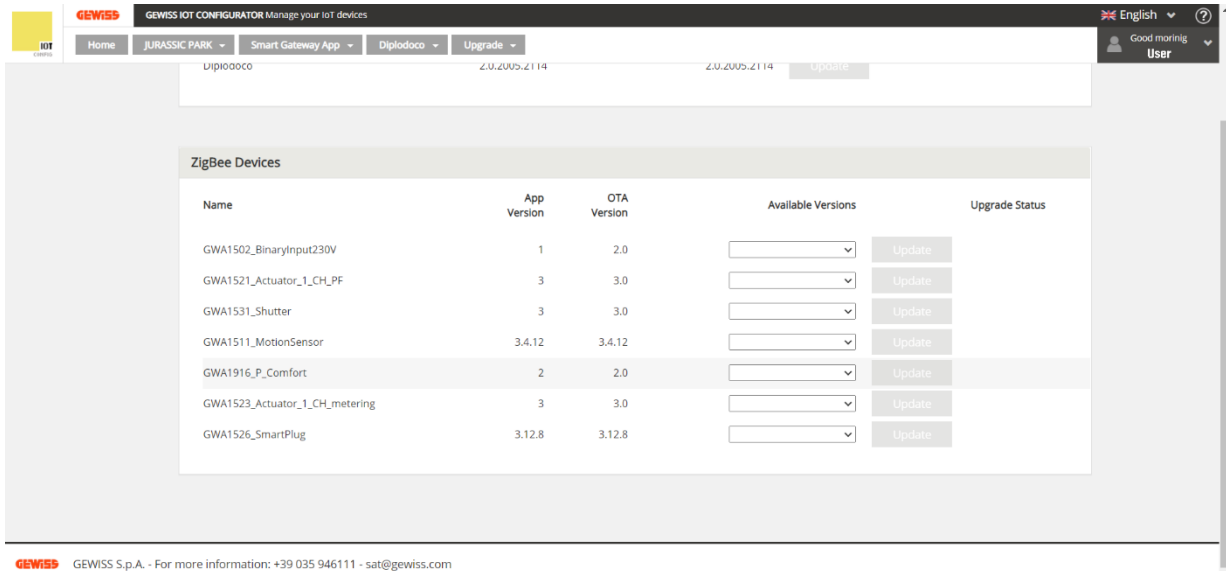 GEWISS GEWISS IOT CONFIGURATOR Manage your IoT devices English ?
IOT
CONFIG
Home JURASSIC PARK Smart Gateway App Diplodoco Upgrade
Good morinig
User
Diplodoco 2.0.2005.2114 2.0.2005.2114 Update
ZigBee Devices
Name App Version OTA Version Available Versions Upgrade Status
GWA1502_BinaryInput230V 1 2.0 Update
GWA1521_Actuator_1_CH_PF 3 3.0 Update
GWA1531_Shutter 3 3.0 Update
GWA1511_MotionSensor 3.4.12 3.4.12 Update
GWA1916_P_Comfort 2 2.0 Update
GWA1523_Actuator_1_CH_metering 3 3.0 Update
GWA1526_SmartPlug 3.12.8 3.12.8 Update
GEWISS GEWISS S.p.A. - For more information: +39 035 946111 - sat@gewiss.com